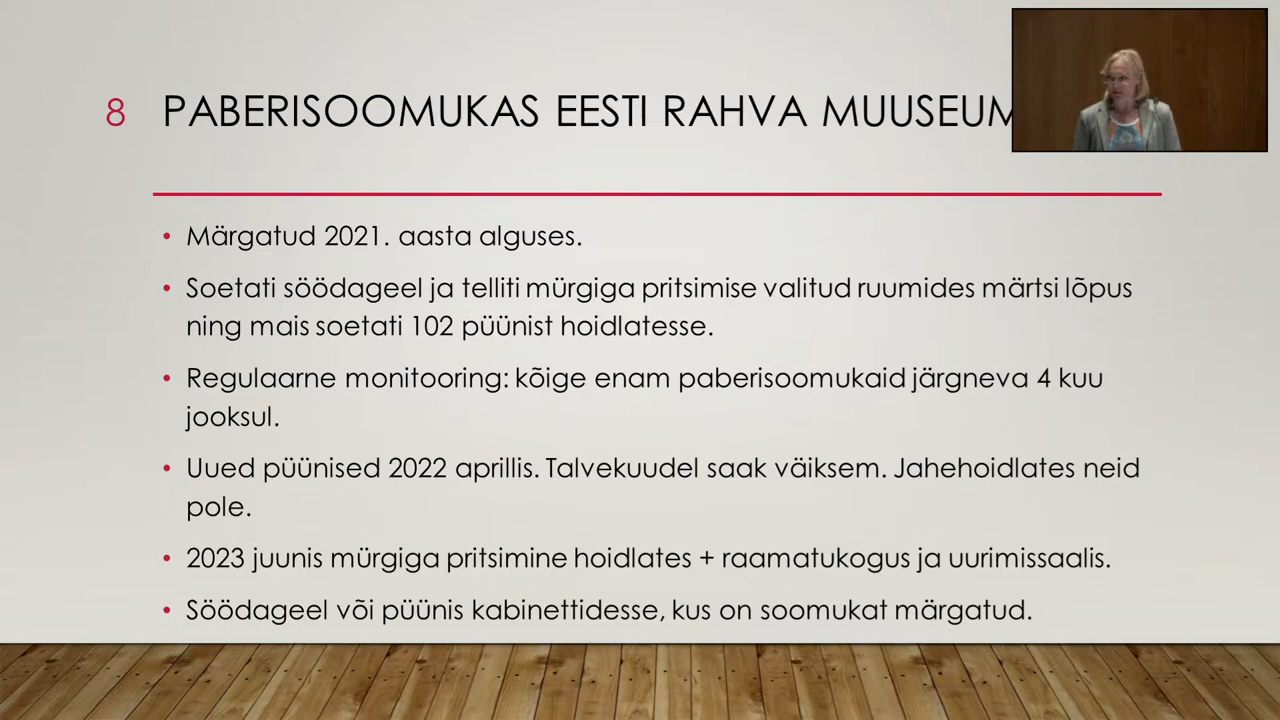 8 PABERISOOMUKAS EESTI RAHVA
• Märgatud 2021. aasta alguses.
• Soetati söödageel ja telliti mürgiga pritsimise valitud ruumides märtsi lõpus
ning mais soetati 102 püünist hoidlatesse.
• Regulaarne monitooring: kõige enam paberisoomukaid järgneva 4 kuu
jooksul.
• Uued püünised 2022 aprillis. Talvekuudel saak väiksem. Jahehoidlates neid
pole.
• 2023 juunis mürgiga pritsimine hoidlates + raamatukogus ja uurimissaalis.
• Söödageel või püünis kabinettidesse, kus on soomukat märgatud.